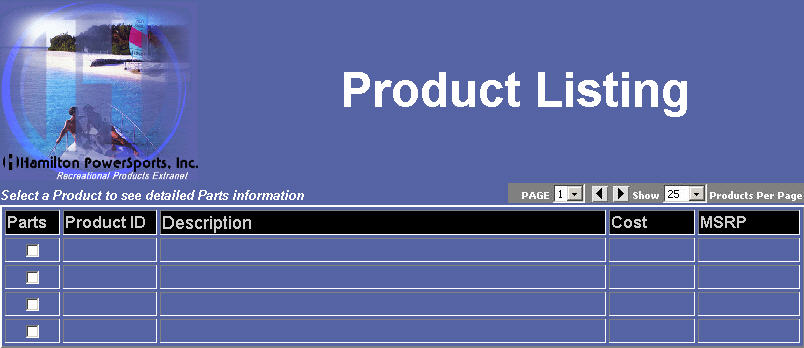 Product Listing
Hamilton PowerSports, Inc.
Recreational Products Extranet
Select a Product to see detailed Parts information
PAGE 1 Show 25 Products Per Page
Parts Product ID Description Cost MSRP